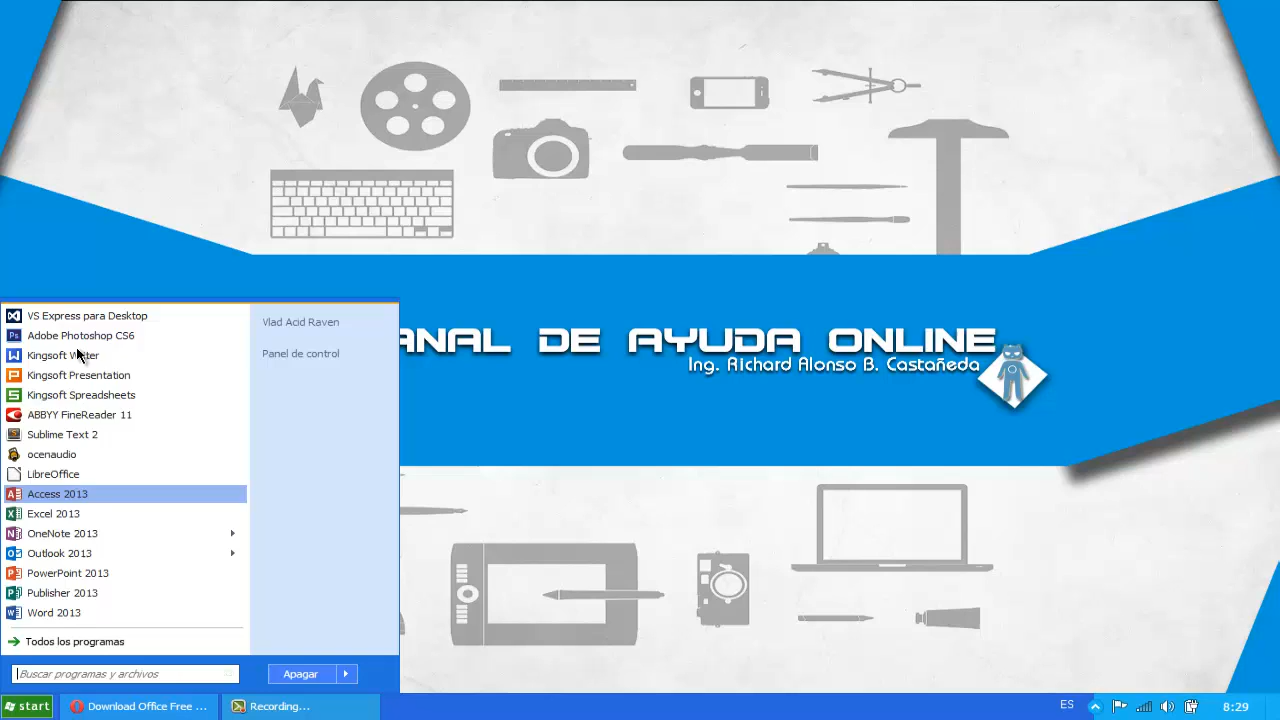 VS Express para Desktop
Adobe Photoshop CS6
Kingsoft Writer
Kingsoft Presentation
Kingsoft Spreadsheets
ABBYY FineReader 11
Sublime Text 2
ocenaudio
LibreOffice
Access 2013
Excel 2013
OneNote 2013
Outlook 2013
PowerPoint 2013
Publisher 2013
Word 2013
Todos los programas
Buscar programas y archivos
Vlad Acid Raven
Panel de control
Apagar
ANAL DE AYUDA ONLINE
Ing. Richard Alonso B. Castañeda
start
Download Office Free ...
Recording...
ES
8:29